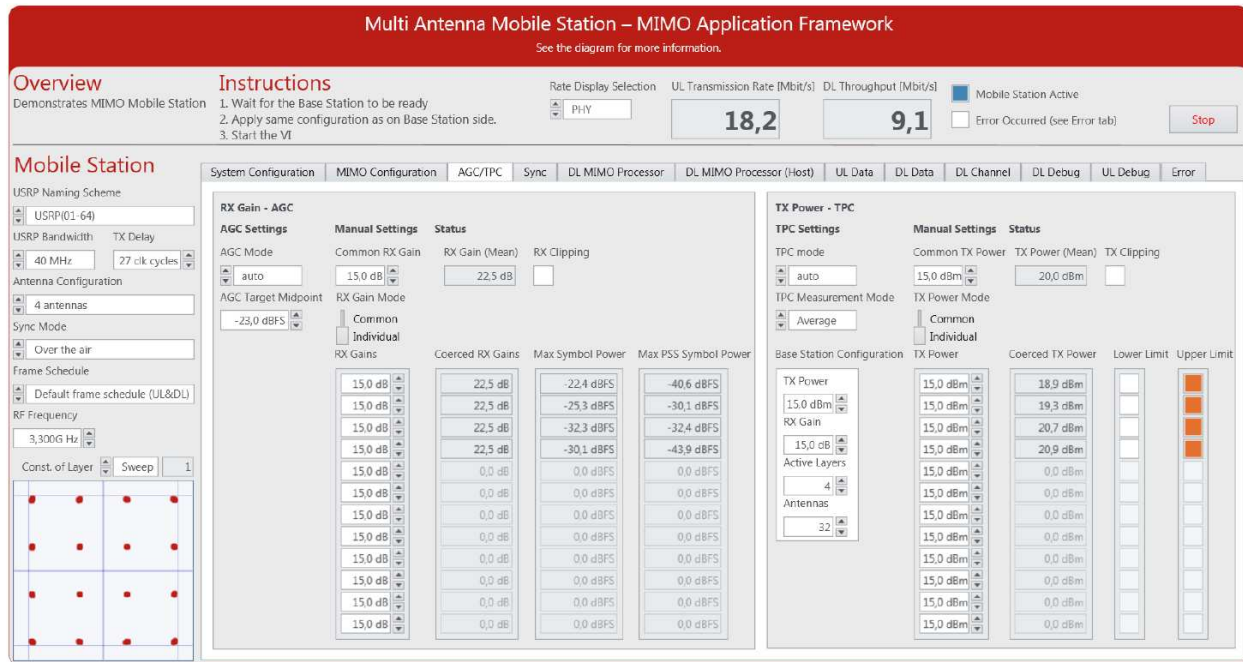 Multi Antenna Mobile Station – MIMO Application Framework
See the diagram for more information.
Overview
Demonstrates MIMO Mobile Station
Instructions
1. Wait for the Base Station to be ready
2. Apply same configuration as on Base Station side.
3. Start the VI
Rate Display Selection
PHY
UL Transmission Rate [Mbit/s]
18,2
DL Throughput [Mbit/s]
9,1
Mobile Station Active
Error Occurred (see Error tab)
Stop
Mobile Station
USRP Naming Scheme
USRP(01-64)
USRP Bandwidth TX Delay
40 MHz 27 clk cycles
Antenna Configuration
4 antennas
Sync Mode
Over the air
Frame Schedule
Default frame schedule (UL&DL)
RF Frequency
3,300G Hz
Const. of Layer Sweep 1
System Configuration MIMO Configuration AGC/TPC Sync DL MIMO Processor DL MIMO Processor (Host) UL Data DL Data DL Channel DL Debug UL Debug Error
RX Gain - AGC
AGC Settings Manual Settings Status
AGC Mode Common RX Gain RX Gain (Mean) RX Clipping
auto 15,0 dB 22,5 dB
AGC Target Midpoint RX Gain Mode
-23,0 dBFS Common
Individual
RX Gains Coerced RX Gains Max Symbol Power Max PSS Symbol Power
15,0 dB 22,5 dB -22,4 dBFS -40,6 dBFS
15,0 dB 22,5 dB -25,3 dBFS -30,1 dBFS
15,0 dB 22,5 dB -32,3 dBFS -32,4 dBFS
15,0 dB 22,5 dB -30,1 dBFS -43,9 dBFS
15,0 dB 0,0 dB 0,0 dBFS 0,0 dBFS
15,0 dB 0,0 dB 0,0 dBFS 0,0 dBFS
15,0 dB 0,0 dB 0,0 dBFS 0,0 dBFS
15,0 dB 0,0 dB 0,0 dBFS 0,0 dBFS
15,0 dB 0,0 dB 0,0 dBFS 0,0 dBFS
15,0 dB 0,0 dB 0,0 dBFS 0,0 dBFS
15,0 dB 0,0 dB 0,0 dBFS 0,0 dBFS
15,0 dB 0,0 dB 0,0 dBFS 0,0 dBFS
TX Power - TPC
TPC Settings Manual Settings Status
TPC mode Common TX Power TX Power (Mean) TX Clipping
auto 15,0 dBm 20,0 dBm
TPC Measurement Mode TX Power Mode
Average Common
Individual
Base Station Configuration
TX Power
15,0 dBm
RX Gain
15,0 dB
Active Layers
4
Antennas
32
TX Power Coerced TX Power Lower Limit Upper Limit
15,0 dBm 18,9 dBm
15,0 dBm 19,3 dBm
15,0 dBm 20,7 dBm
15,0 dBm 20,9 dBm
15,0 dBm 0,0 dBm
15,0 dBm 0,0 dBm
15,0 dBm 0,0 dBm
15,0 dBm 0,0 dBm
15,0 dBm 0,0 dBm
15,0 dBm 0,0 dBm
15,0 dBm 0,0 dBm
15,0 dBm 0,0 dBm